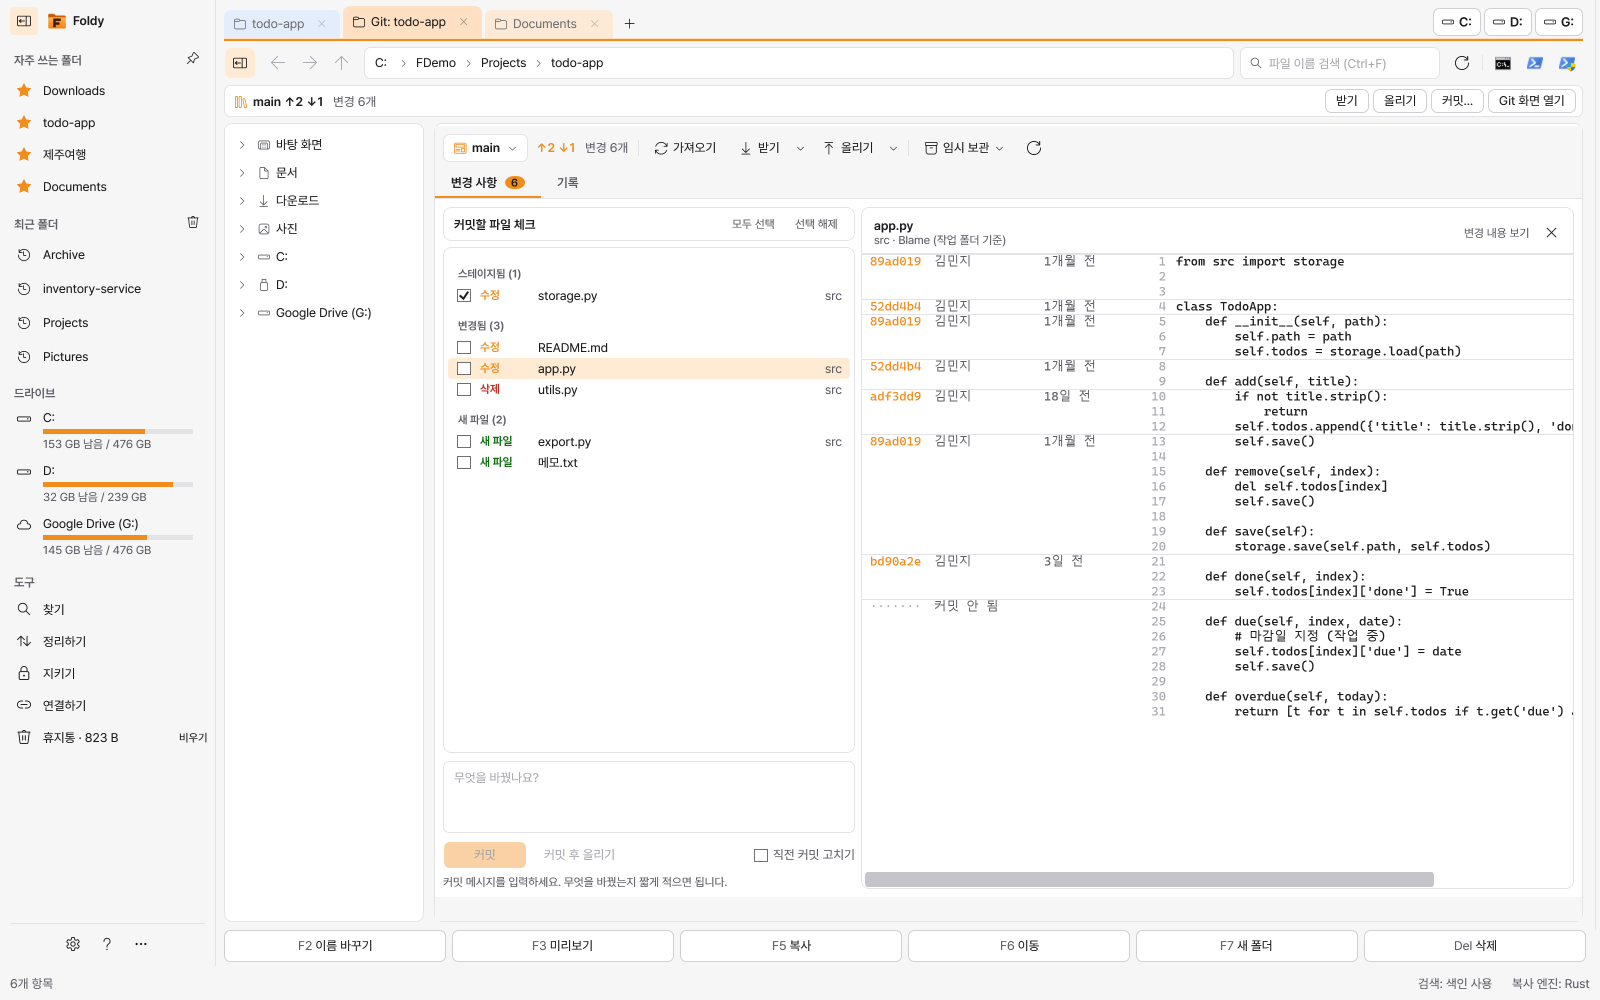 Foldy
자주 쓰는 폴더
Downloads
todo-app
제주여행
Documents
최근 폴더
Archive
inventory-service
Projects
Pictures
드라이브
C:
153 GB 남음 / 476 GB
D:
32 GB 남음 / 239 GB
Google Drive (G:)
145 GB 남음 / 476 GB
도구
찾기
정리하기
지키기
연결하기
휴지통 · 823 B 비우기
6개 항목
todo-app
Git: todo-app
Documents
C: D: G:
C: > FDemo > Projects > todo-app
파일 이름 검색 (Ctrl+F)
main ↑2 ↓1 변경 6개
받기 올리기 커밋... Git 화면 열기
바탕 화면
문서
다운로드
사진
C:
D:
Google Drive (G:)
main ↑2 ↓1 변경 6개 가져오기 받기 올리기 임시 보관
변경 사항 6 기록
커밋할 파일 체크 모두 선택 선택 해제
스테이지됨 (1)
수정 storage.py src
변경됨 (3)
수정 README.md
수정 app.py src
삭제 utils.py src
새 파일 (2)
새 파일 export.py src
새 파일 메모.txt
무엇을 바꿨나요?
커밋 커밋 후 올리기 직전 커밋 고치기
커밋 메시지를 입력하세요. 무엇을 바꿨는지 짧게 적으면 됩니다.
app.py
src · Blame (작업 폴더 기준)
변경 내용 보기
89ad019 김민지 1개월 전 1 from src import storage
2
3
52dd4b4 김민지 1개월 전 4 class TodoApp:
89ad019 김민지 1개월 전 5 def __init__(self, path):
6 self.path = path
7 self.todos = storage.load(path)
52dd4b4 김민지 1개월 전 8
9 def add(self, title):
adf3dd9 김민지 18일 전 10 if not title.strip():
11 return
12 self.todos.append({'title': title.strip(), 'do
89ad019 김민지 1개월 전 13 self.save()
14
15 def remove(self, index):
16 del self.todos[index]
17 self.save()
18
19 def save(self):
20 storage.save(self.path, self.todos)
bd90a2e 김민지 3일 전 21
22 def done(self, index):
23 self.todos[index]['done'] = True
······· 커밋 안 됨 24
25 def due(self, index, date):
26 # 마감일 지정 (작업 중)
27 self.todos[index]['due'] = date
28 self.save()
29
30 def overdue(self, today):
31 return [t for t in self.todos if t.get('due')
F2 이름 바꾸기
F3 미리보기
F5 복사
F6 이동
F7 새 폴더
Del 삭제
검색: 색인 사용 복사 엔진: Rust